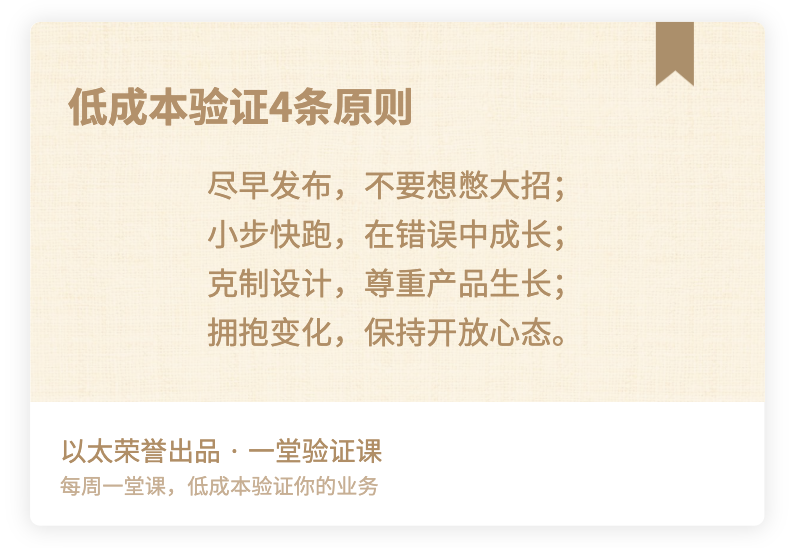 低成本验证4条原则
尽早发布，不要想憋大招；
小步快跑，在错误中成长；
克制设计，尊重产品生长；
拥抱变化，保持开放心态。
以太荣誉出品 · 一堂验证课
每周一堂课，低成本验证你的业务